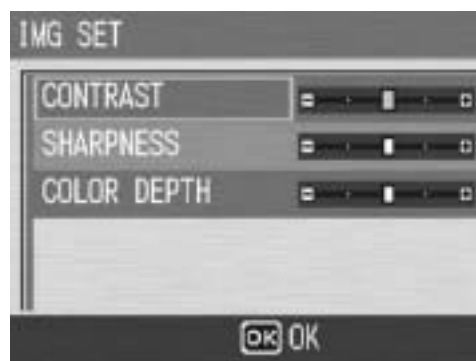 IMG SET
CONTRAST
SHARPNESS
COLOR DEPTH
OK OK